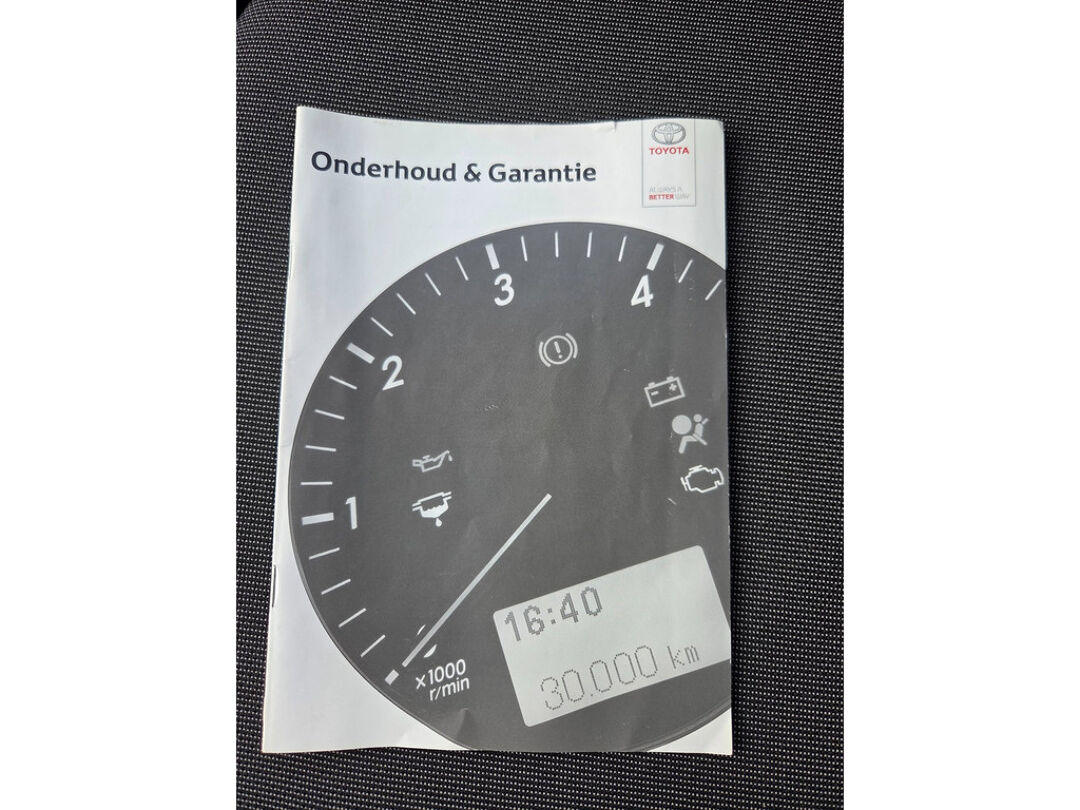 Onderhoud & Garantie
TOYOTA
ALWAYS A
BETTER WAY
3
4
2
1
16:40
30.000 km
x1000
r/min